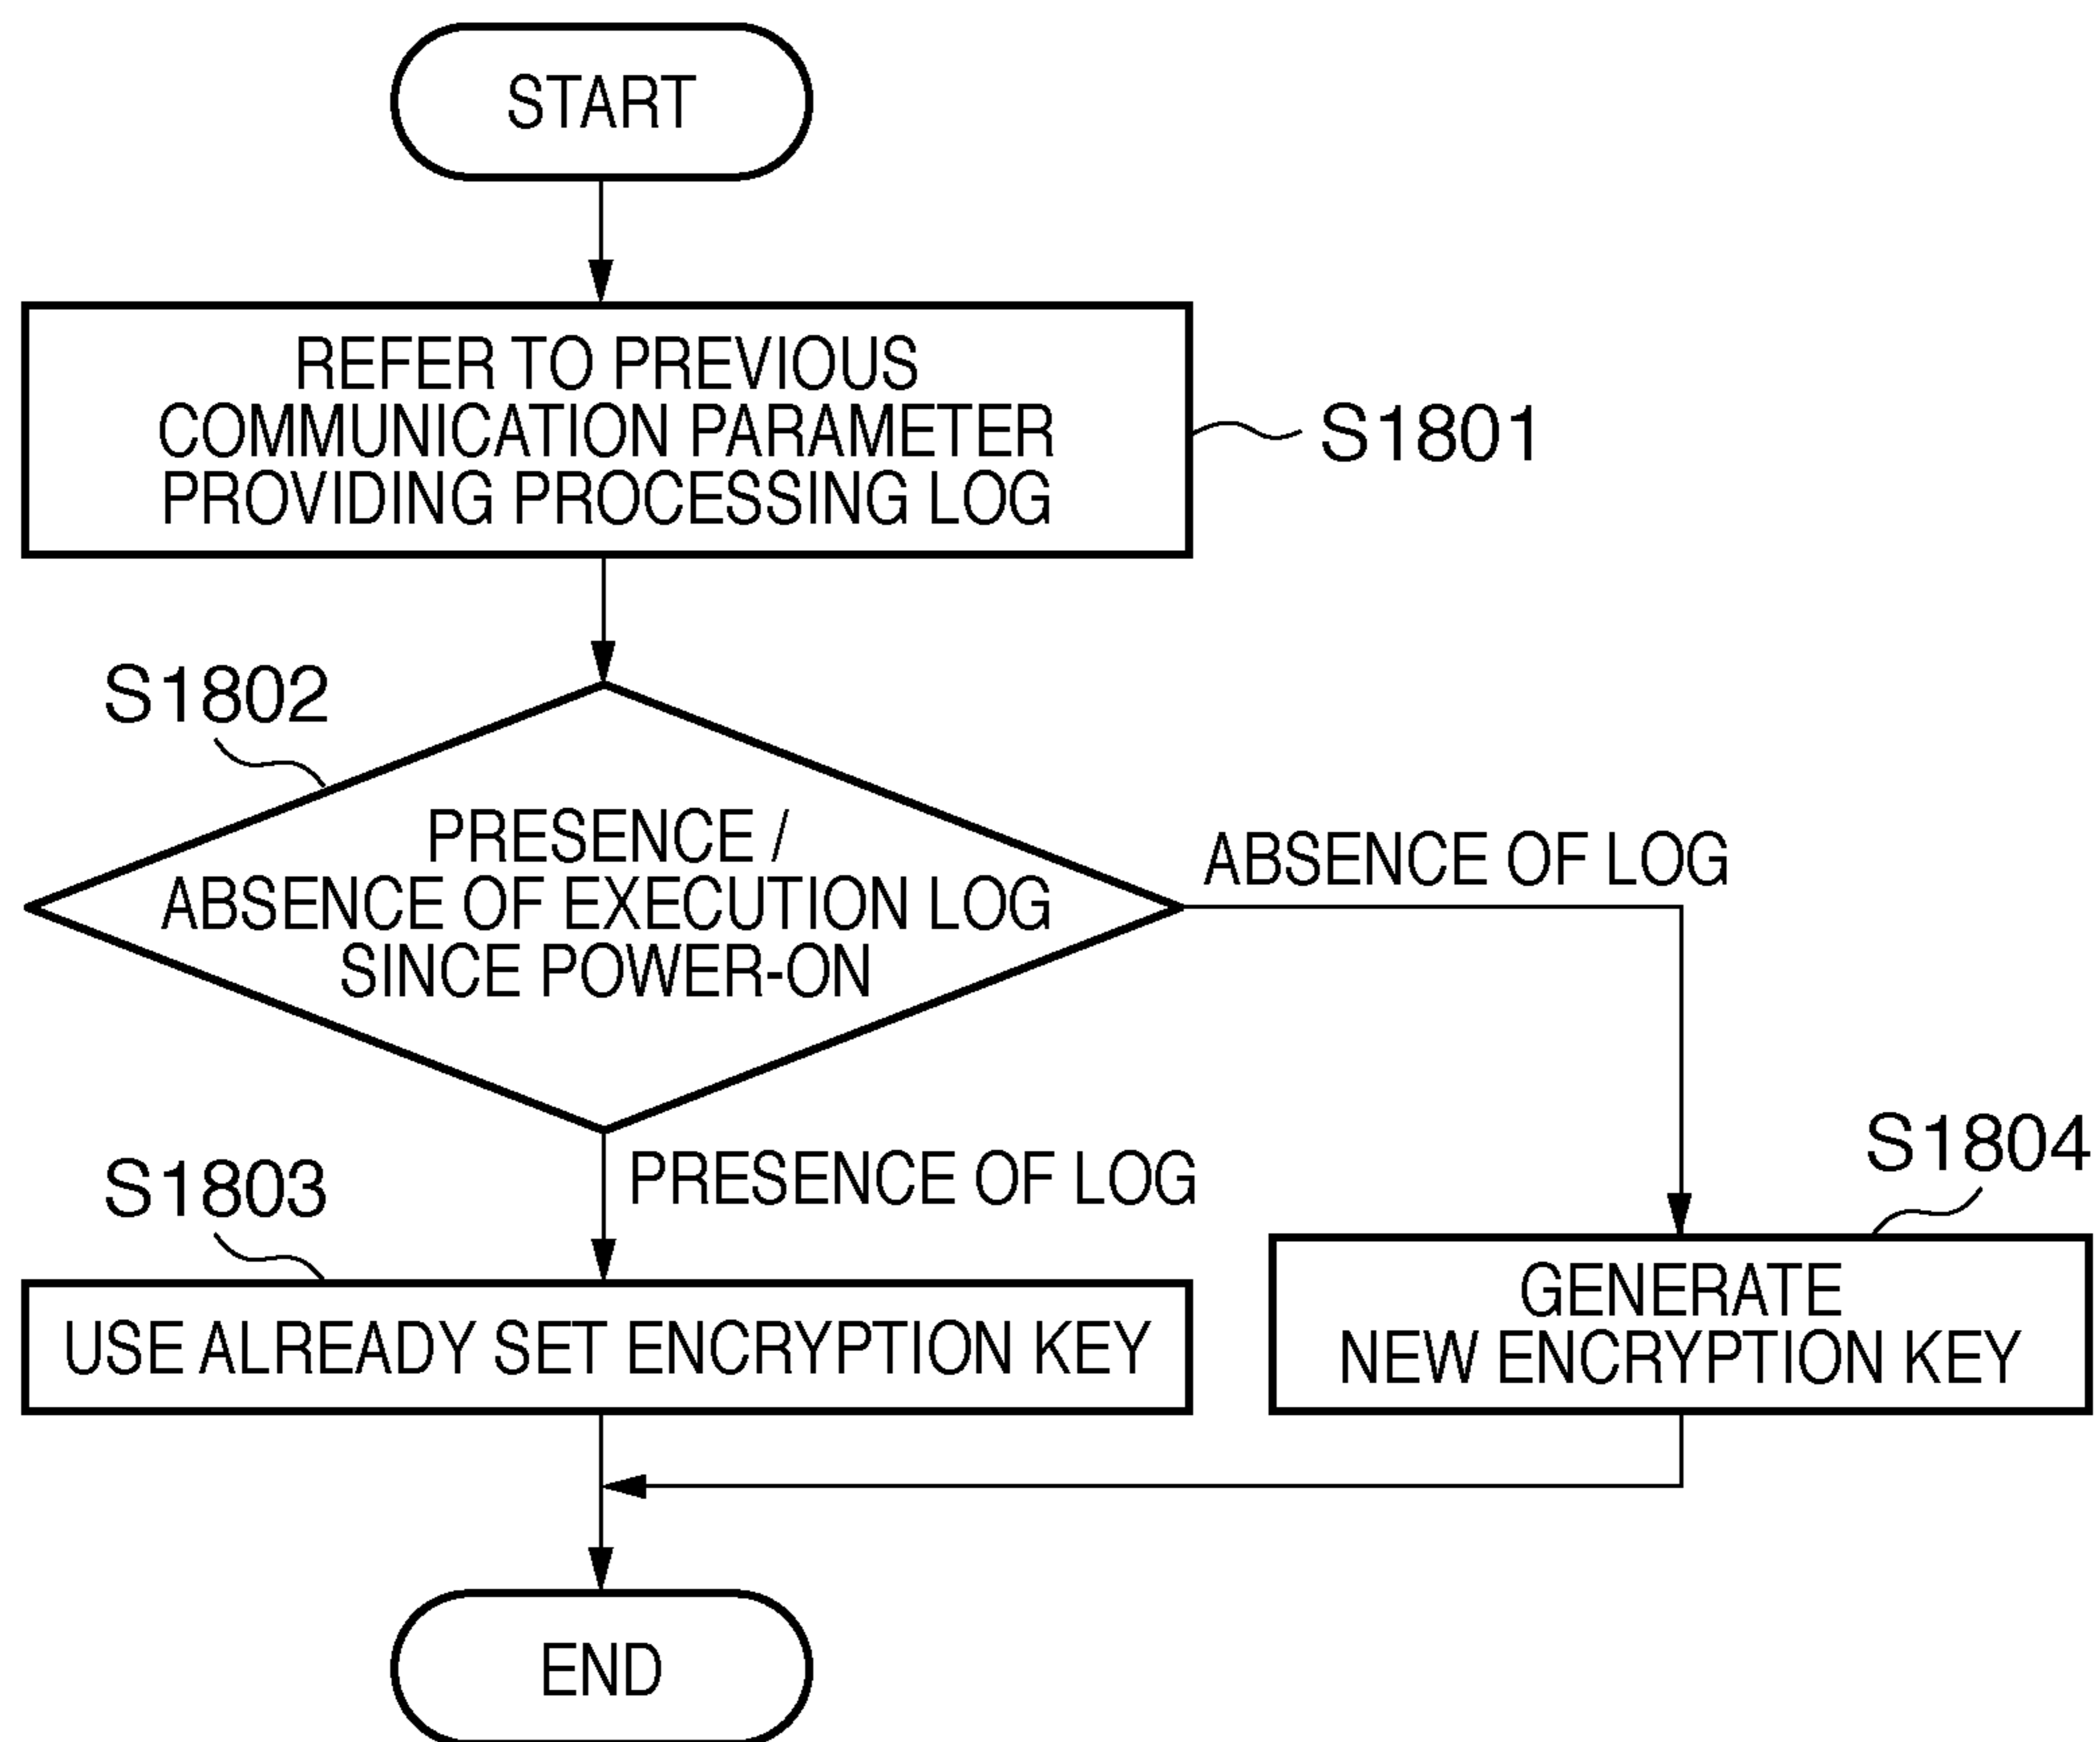 START
REFER TO PREVIOUS
COMMUNICATION PARAMETER
PROVIDING PROCESSING LOG
S1801
S1802
PRESENCE /
ABSENCE OF EXECUTION LOG
SINCE POWER-ON
ABSENCE OF LOG
PRESENCE OF LOG
S1803
USE ALREADY SET ENCRYPTION KEY
S1804
GENERATE
NEW ENCRYPTION KEY
END